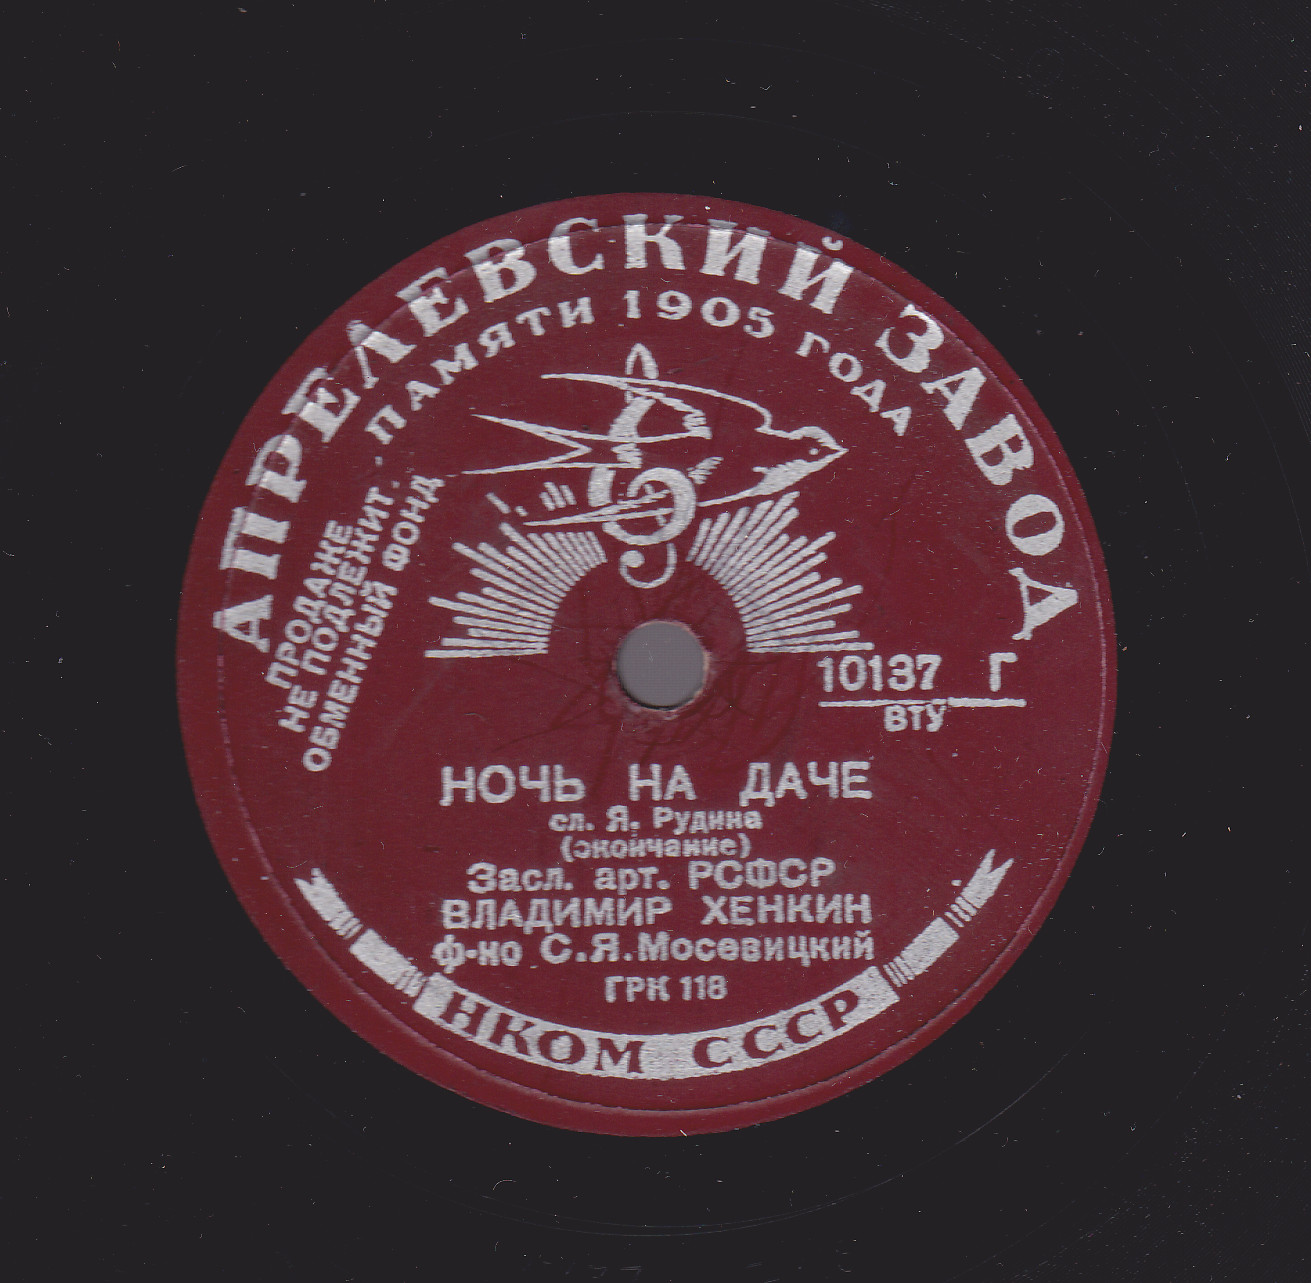 АПРЕЛЕВСКИЙ ЗАВОД
ПАМЯТИ 1905 ГОДА
ПРОДАЖЕ
НЕ ПОДЛЕЖИТ.
ОБМЕННЫЙ ФОНД
10137 Г
ВТУ
НОЧЬ НА ДАЧЕ
сл. Я. Рудина
(окончание)
Засл. арт. РСФСР
ВЛАДИМИР ХЕНКИН
ф-но С.Я.Мосевицкий
ГРК 118
НКОМ СССР